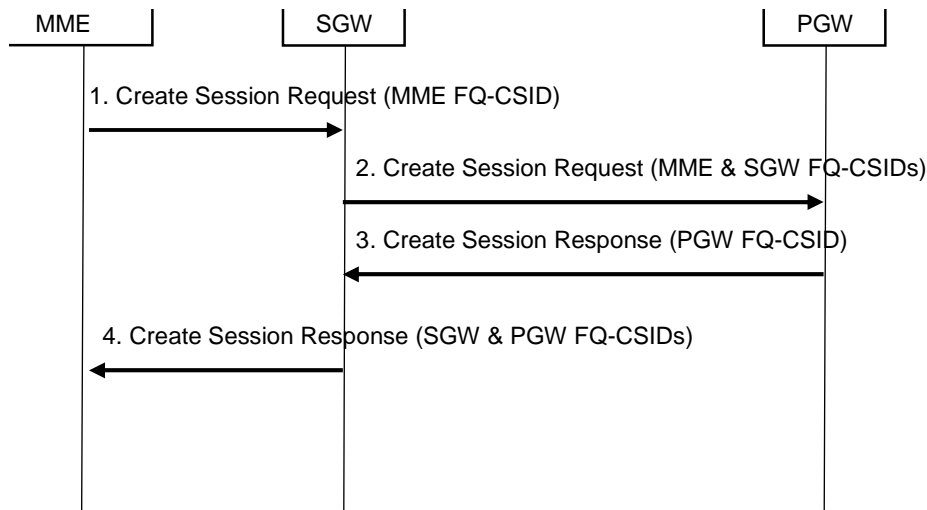 MME SGW PGW
1. Create Session Request (MME FQ-CSID)
2. Create Session Request (MME & SGW FQ-CSIDs)
3. Create Session Response (PGW FQ-CSID)
4. Create Session Response (SGW & PGW FQ-CSIDs)